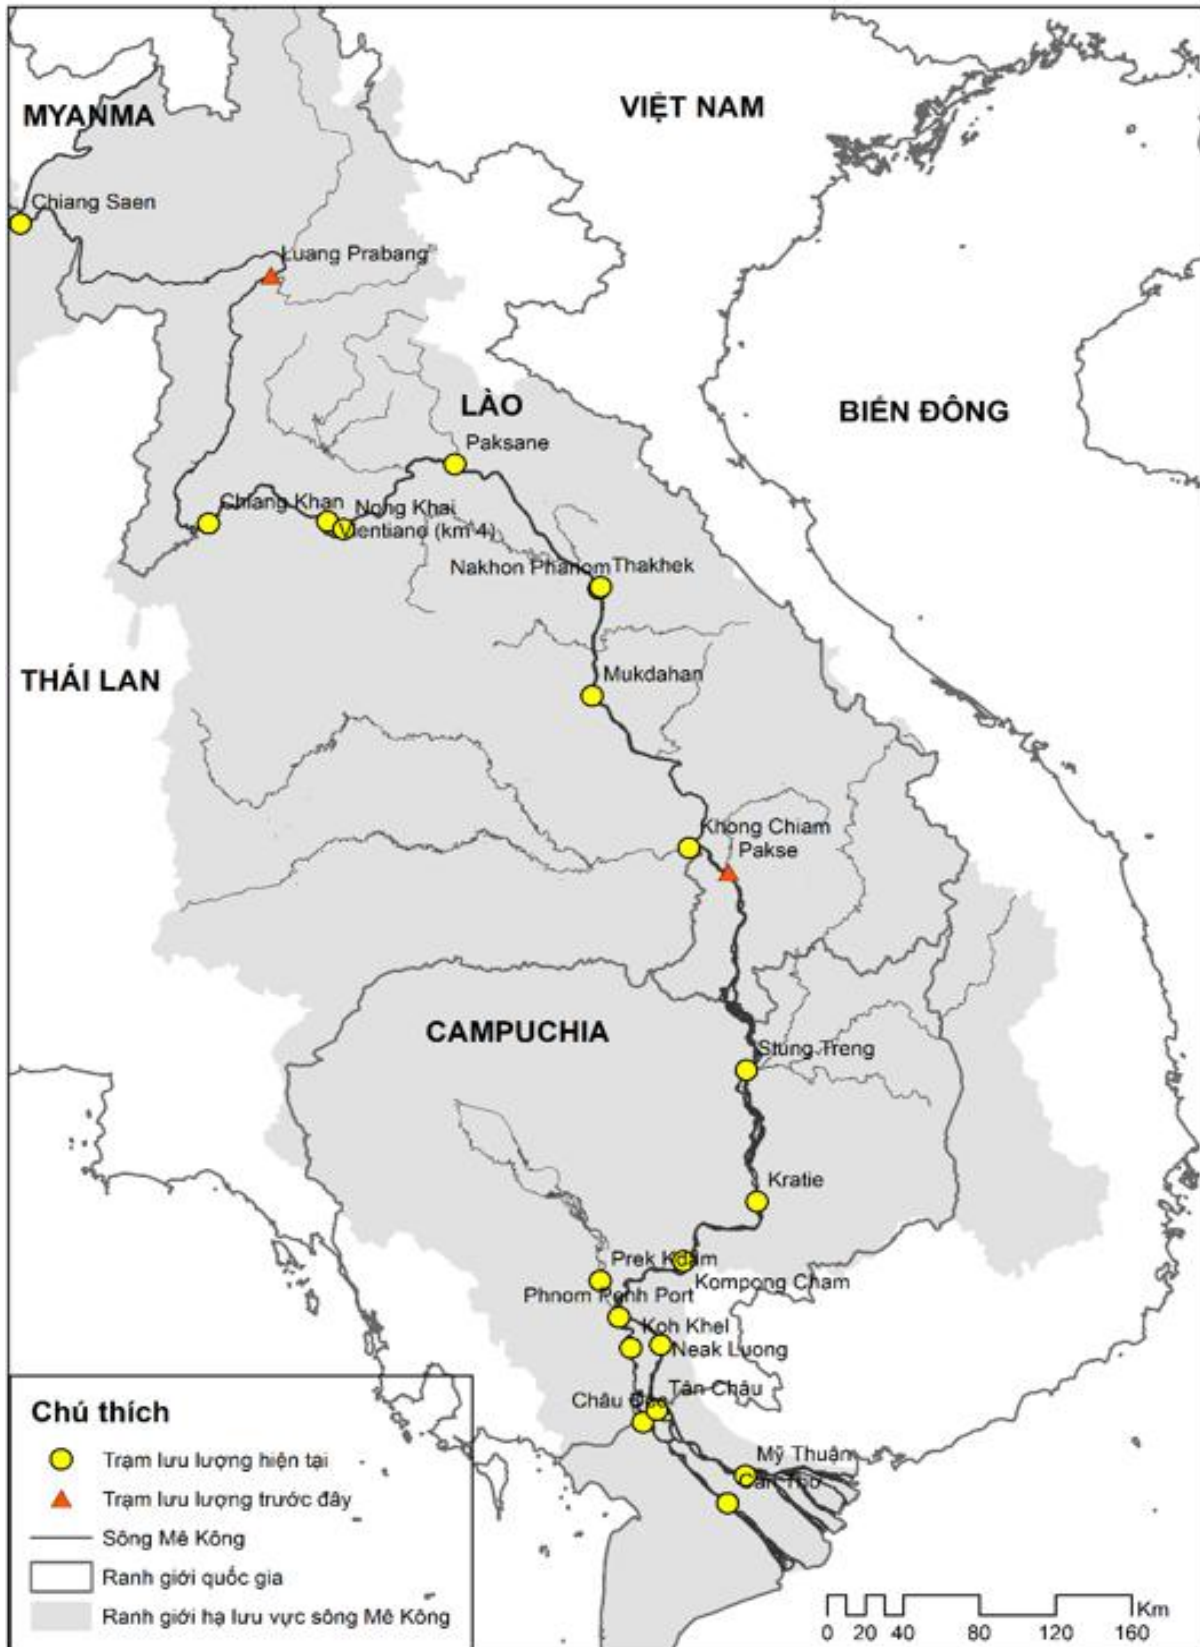 MYANMA
VIỆT NAM
Chiang Saen
Luang Prabang
LÀO
BIỂN ĐÔNG
Paksane
Chiang Khan
Nong Khai
Vientiane (km 4)
Nakhon Phanom
Thakhek
THÁI LAN
Mukdahan
Khong Chiam
Pakse
CAMPUCHIA
Stung Treng
Kratie
Prek Kdam
Kompong Cham
Phnom Penh Port
Koh Khel
Neak Luong
Tân Châu
Châu Đốc
Mỹ Thuận
Cần Thơ
Chú thích
Trạm lưu lượng hiện tại
Trạm lưu lượng trước đây
Sông Mê Kông
Ranh giới quốc gia
Ranh giới hạ lưu vực sông Mê Kông
Km
0 20 40 80 120 160